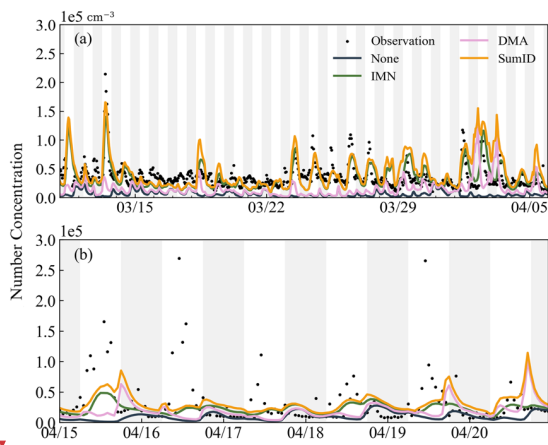 1e5 cm⁻³
3.0
(a)
Observation
DMA
2.5
None
SumID
2.0
IMN
1.5
1.0
0.5
0.0
03/15
03/22
03/29
04/05
Number Concentration
1e5
3.0
(b)
2.5
2.0
1.5
1.0
0.5
0.0
04/15
04/16
04/17
04/18
04/19
04/20